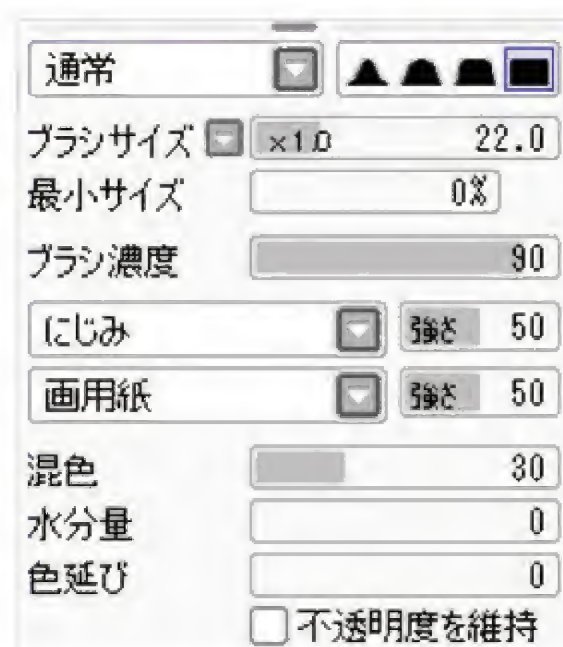 通常
ブラシサイズ ×1.0 22.0
最小サイズ 0%
ブラシ濃度 90
にじみ 強さ 50
画用紙 強さ 50
混色 30
水分量 0
色延び 0
不透明度を維持